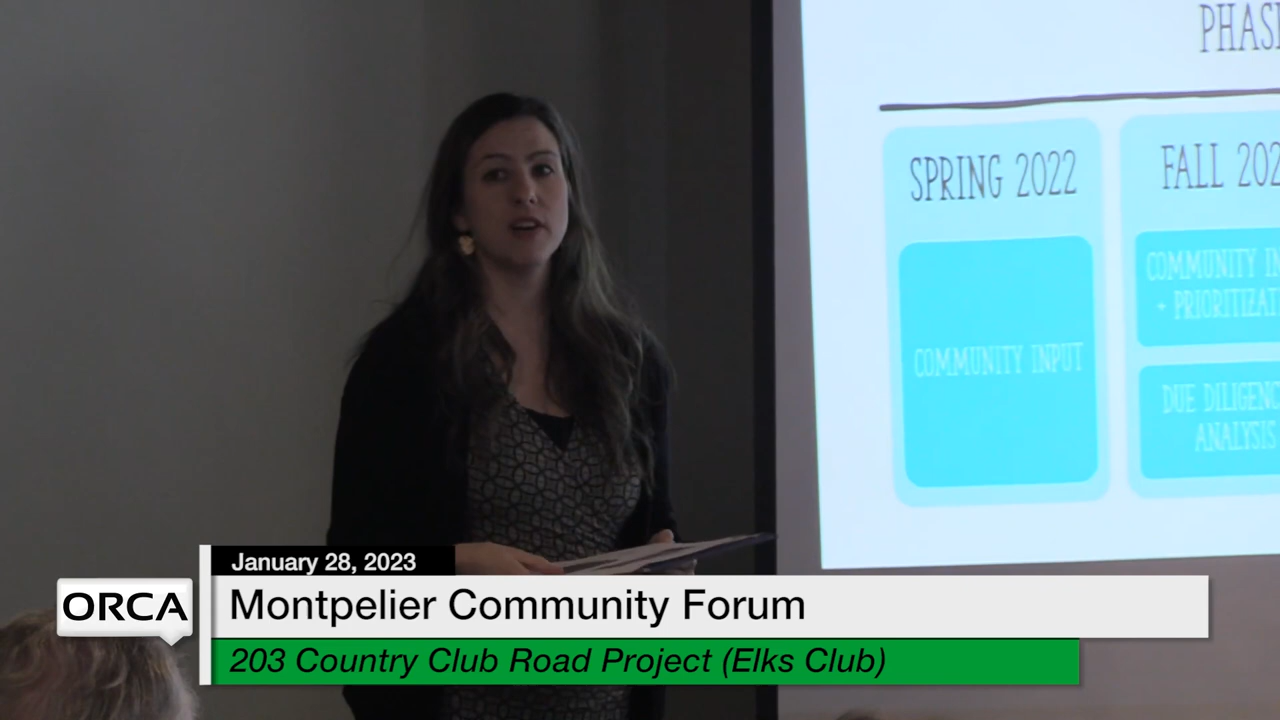 PHAS
SPRING 2022
FALL 202
COMMUNITY INPUT
COMMUNITY IN
+ PRIORITIZAT
DUE DILIGENC
ANALYSIS
January 28, 2023
ORCA
Montpelier Community Forum
203 Country Club Road Project (Elks Club)